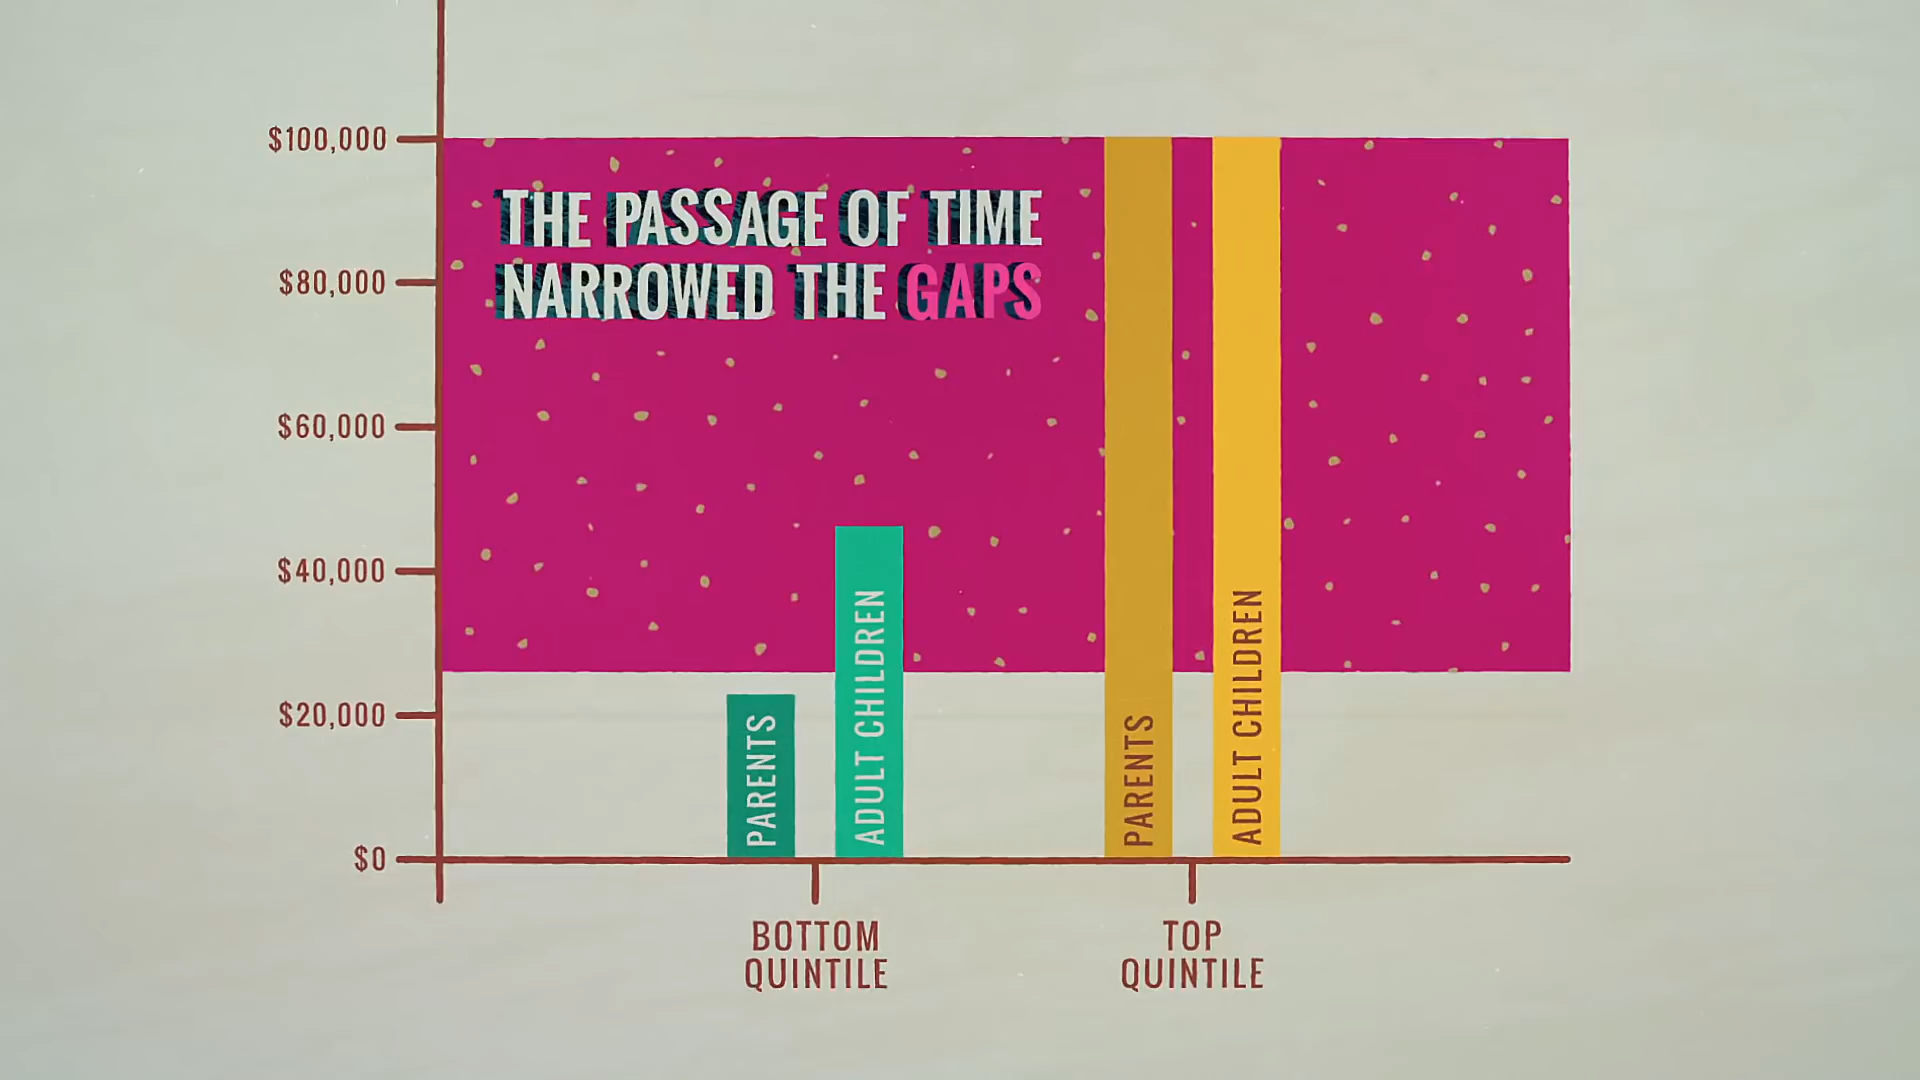 $100,000
THE PASSAGE OF TIME
NARROWED THE GAPS
$80,000
$60,000
$40,000
$20,000
$0
PARENTS
ADULT CHILDREN
PARENTS
ADULT CHILDREN
BOTTOM
QUINTILE
TOP
QUINTILE